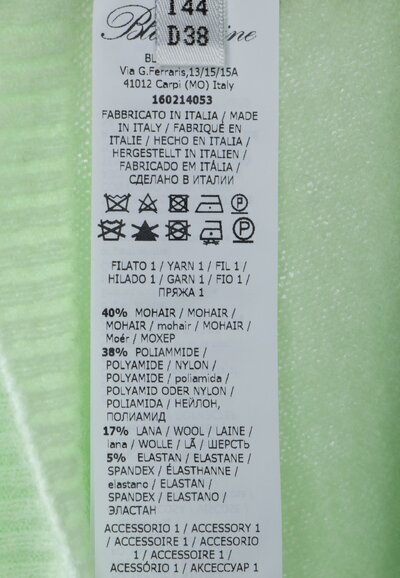 I44
D38
BL
Via G.Ferraris,13/15/15A
41012 Carpi (MO) Italy
160214053
FABBRICATO IN ITALIA / MADE
IN ITALY / FABRIQUÉ EN
ITALIE / HECHO EN ITALIA /
HERGESTELLT IN ITALIEN /
FABRICADO EM ITÁLIA /
СДЕЛАНО В ИТАЛИИ
FILATO 1 / YARN 1 / FIL 1 /
HILADO 1 / GARN 1 / FIO 1 /
ПРЯЖА 1
40% MOHAIR / MOHAIR /
MOHAIR / mohair / MOHAIR /
Moér / МОХЕР
38% POLIAMMIDE /
POLYAMIDE / NYLON /
POLYAMIDE / poliamida /
POLYAMID ODER NYLON /
POLIAMIDA / НЕЙЛОН,
ПОЛИАМИД
17% LANA / WOOL / LAINE /
lana / WOLLE / LÃ / ШЕРСТЬ
5% ELASTAN / ELASTANE /
SPANDEX / ÉLASTHANNE /
elastano / ELASTAN /
SPANDEX / ELASTANO /
ЭЛАСТАН
ACCESSORIO 1 / ACCESSORY 1
/ ACCESSOIRE 1 / ACCESORIO
1 / ACCESSOIRE 1 /
ACESSÓRIO 1 / АКСЕССУАР 1